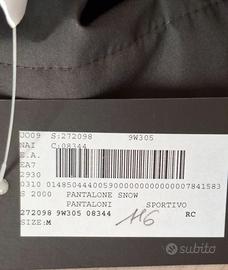 JO09 S:272098 9W305
NAI C:08344
E.A.
EA7
2930
0310 0148504440059000000000000007841583
S 2000 PANTALONE SNOW
PANTALONI SPORTIVO
272098 9W305 08344 RC
SIZE:M
116
subito